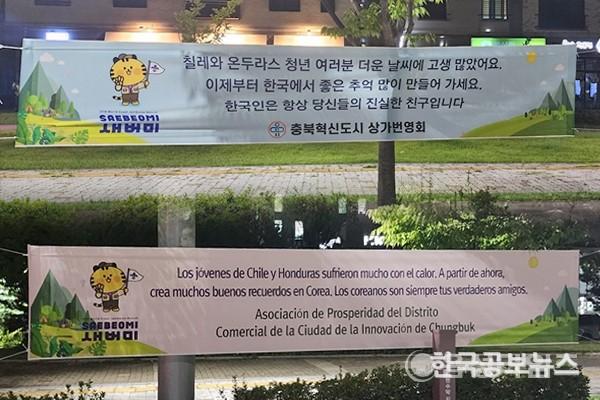 칠레와 온두라스 청년 여러분 더운 날씨에 고생 많았어요.
이제부터 한국에서 좋은 추억 많이 만들어 가세요.
한국인은 항상 당신들의 진실한 친구입니다
충북혁신도시 상가번영회
SAEBEOMI
새버미
Los jóvenes de Chile y Honduras sufrieron mucho con el calor. A partir de ahora,
crea muchos buenos recuerdos en Corea. Los coreanos son siempre tus verdaderos amigos.
Asociación de Prosperidad del Distrito
Comercial de la Ciudad de la Innovación de Chungbuk
SAEBEOMI
새버미
한국공보뉴스